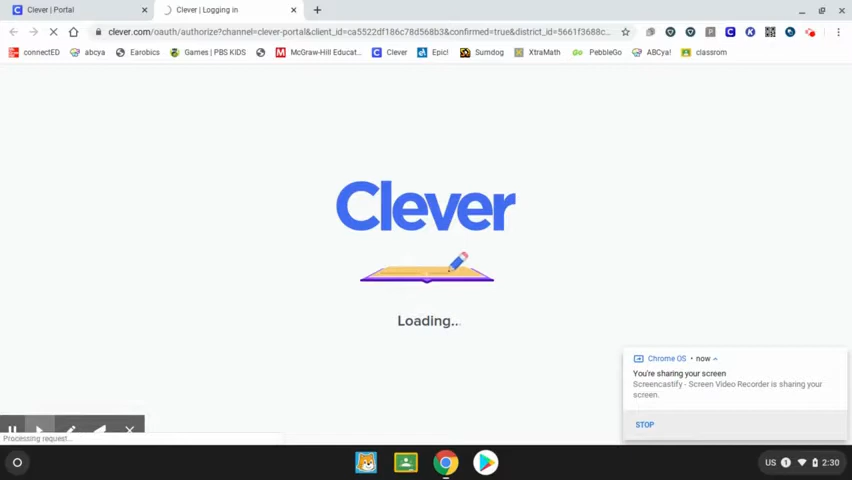 Clever | Portal
Clever | Logging in
clever.com/oauth/authorize?channel=clever-portal&client_id=ca5522df186c78d568b3&confirmed=true&district_id=5661f3688c...
connectED
abcya
Earobics
Games | PBS KIDS
McGraw-Hill Educat...
Clever
Epic!
Sumdog
XtraMath
PebbleGo
ABCya!
classrom
Clever
Loading..
Chrome OS • now
You're sharing your screen
Screencastify - Screen Video Recorder is sharing your
screen.
STOP
Processing request...
US 1 2:30